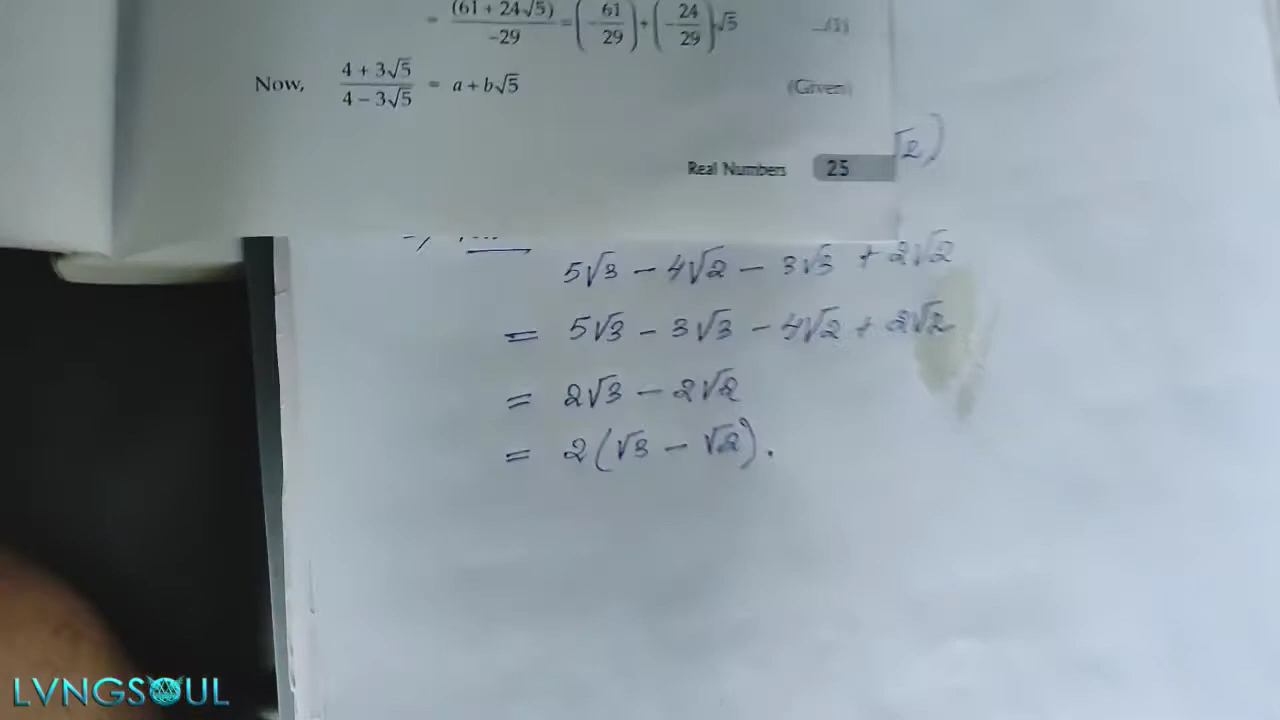 = (61 + 24√5) / -29 = (-61/29) + (-24/29)√5 ...(1)
Now, (4 + 3√5) / (4 - 3√5) = a + b√5 (Given)
√2)
Real Numbers 25
5√3 - 4√2 - 3√3 + 2√2
= 5√3 - 3√3 - 4√2 + 2√2
= 2√3 - 2√2
= 2(√3 - √2).
LVNGSOUL